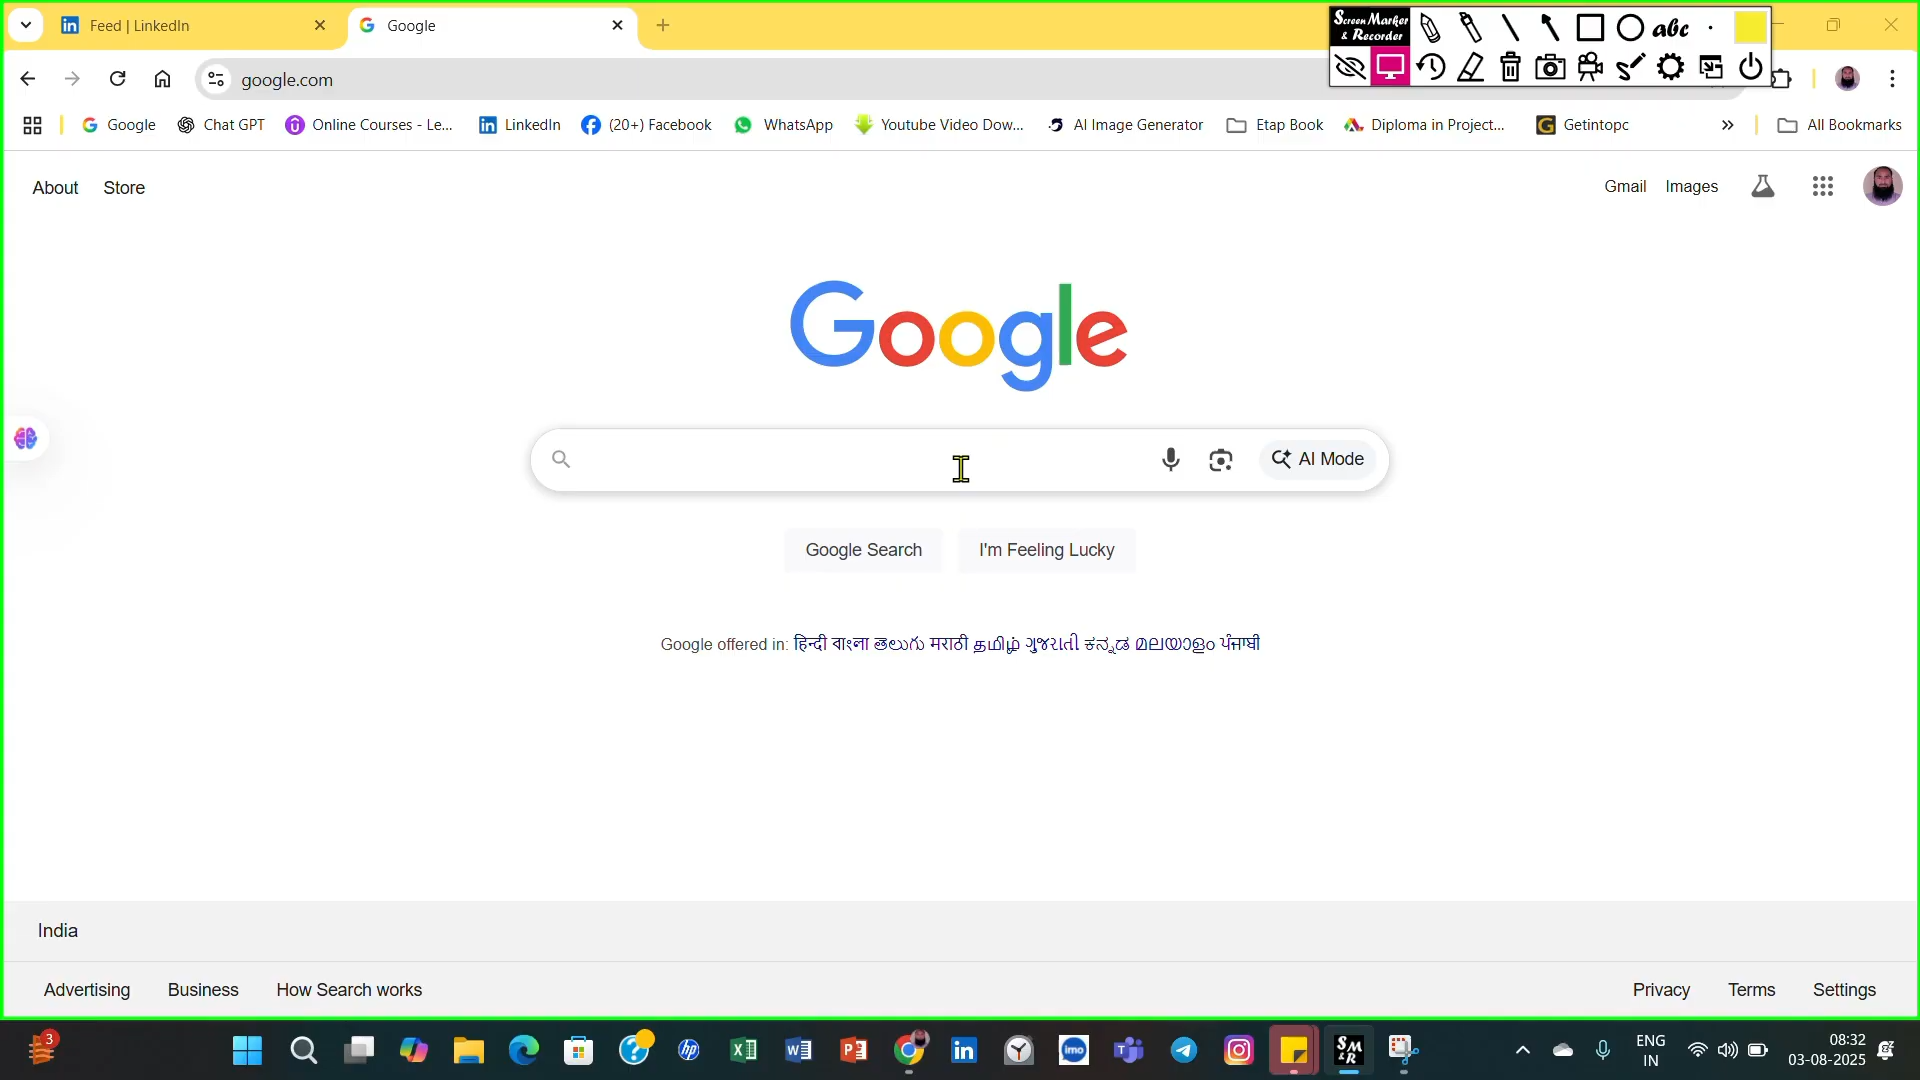 Feed | LinkedIn
Google
Screen Marker
& Recorder
abc
google.com
Google
Chat GPT
Online Courses - Le...
LinkedIn
(20+) Facebook
WhatsApp
Youtube Video Dow...
AI Image Generator
Etap Book
Diploma in Project...
Getintopc
All Bookmarks
About
Store
Gmail
Images
Google
AI Mode
Google Search
I'm Feeling Lucky
Google offered in: हिन्दी বাংলা తెలుగు मराठी தமிழ் ગુજરાતી ಕನ್ನಡ മലയാളം ਪੰਜਾਬੀ
India
Advertising
Business
How Search works
Privacy
Terms
Settings
3
hp
imo
SM
&R
ENG
IN
08:32
03-08-2025